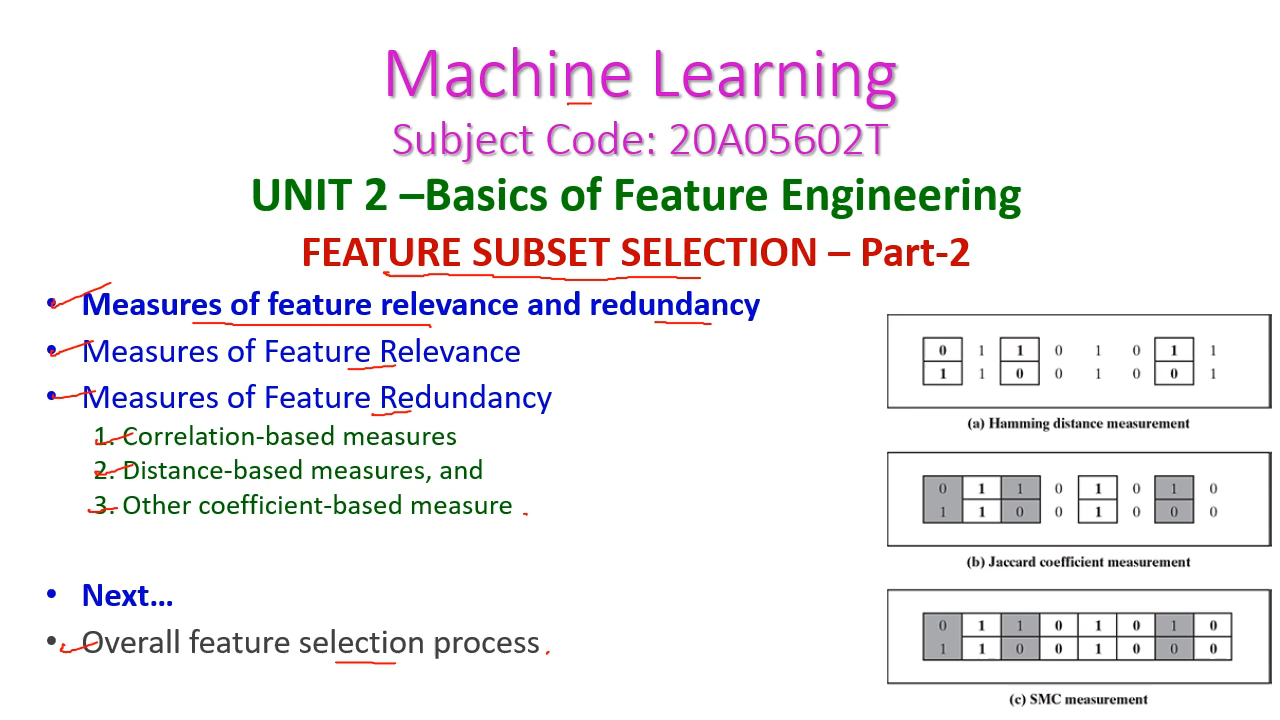 Machine Learning
Subject Code: 20A05602T
UNIT 2 –Basics of Feature Engineering
FEATURE SUBSET SELECTION – Part-2
• Measures of feature relevance and redundancy
• Measures of Feature Relevance
• Measures of Feature Redundancy
1. Correlation-based measures
2. Distance-based measures, and
3. Other coefficient-based measure
• Next...
• Overall feature selection process
0 1 1 0 1 0 1 1
1 1 0 0 1 0 0 1
(a) Hamming distance measurement
0 1 1 0 1 0 1 0
1 1 0 0 1 0 0 0
(b) Jaccard coefficient measurement
0 1 1 0 1 0 1 0
1 1 0 0 1 0 0 0
(c) SMC measurement